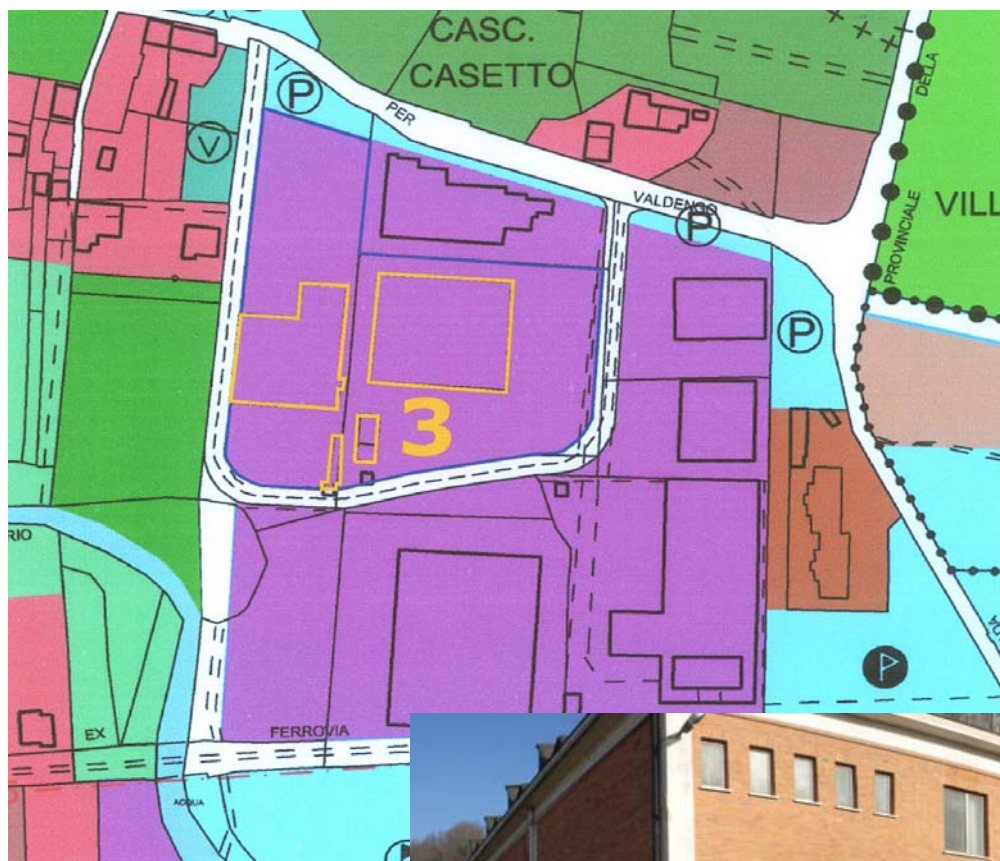 CASC.
CASETTO
P
PER
DELLA
V
VALDENGO
P
PROVINCIALE
VILL
P
3
RIO
P
EX
FERROVIA
ACQUA